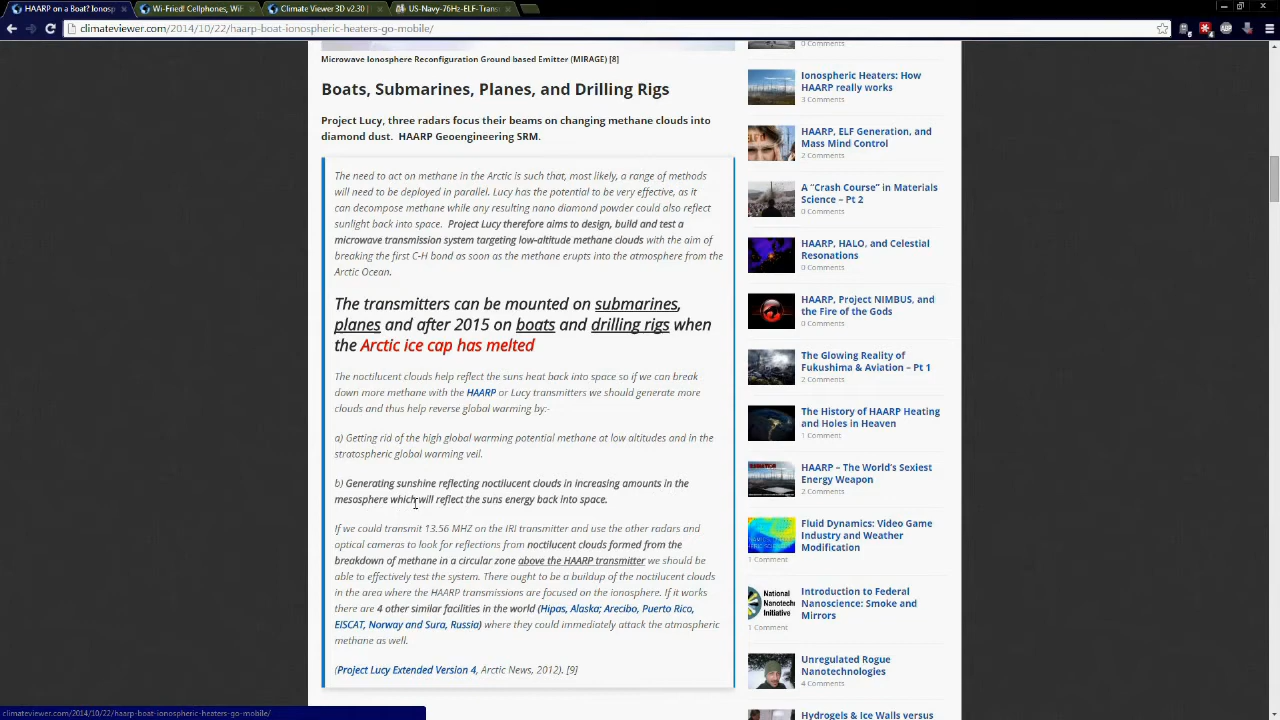 HAARP on a Boat? Ionosp
Wi-Fried! Cellphones, WiF
Climate Viewer 3D v2.30 |
US-Navy-76Hz-ELF-Trans
climateviewer.com/2014/10/22/haarp-boat-ionospheric-heaters-go-mobile/
Microwave Ionosphere Reconfiguration Ground based Emitter (MIRAGE) [8]
Boats, Submarines, Planes, and Drilling Rigs
Project Lucy, three radars focus their beams on changing methane clouds into
diamond dust. HAARP Geoengineering SRM.
The need to act on methane in the Arctic is such that, most likely, a range of methods
will need to be deployed in parallel. Lucy has the potential to be very effective, as it
can decompose methane while any resulting nano diamond powder could also reflect
sunlight back into space. Project Lucy therefore aims to design, build and test a
microwave transmission system targeting low-altitude methane clouds with the aim of
breaking the first C-H bond as soon as the methane erupts into the atmosphere from the
Arctic Ocean.
The transmitters can be mounted on submarines,
planes and after 2015 on boats and drilling rigs when
the Arctic ice cap has melted
The noctilucent clouds help reflect the suns heat back into space so if we can break
down more methane with the HAARP or Lucy transmitters we should generate more
clouds and thus help reverse global warming by:-
a) Getting rid of the high global warming potential methane at low altitudes and in the
stratospheric global warming veil.
b) Generating sunshine reflecting noctilucent clouds in increasing amounts in the
mesosphere which will reflect the suns energy back into space.
If we could transmit 13.56 MHZ on the IRI transmitter and use the other radars and
optical cameras to look for reflections from noctilucent clouds formed from the
breakdown of methane in a circular zone above the HAARP transmitter we should be
able to effectively test the system. There ought to be a buildup of the noctilucent clouds
in the area where the HAARP transmissions are focused on the ionosphere. If it works
there are 4 other similar facilities in the world (Hipas, Alaska; Arecibo, Puerto Rico,
EISCAT, Norway and Sura, Russia) where they could immediately attack the atmospheric
methane as well.
(Project Lucy Extended Version 4, Arctic News, 2012). [9]
0 Comments
Ionospheric Heaters: How
HAARP really works
3 Comments
HAARP, ELF Generation, and
Mass Mind Control
2 Comments
A “Crash Course” in Materials
Science – Pt 2
0 Comments
HAARP, HALO, and Celestial
Resonations
0 Comments
HAARP, Project NIMBUS, and
the Fire of the Gods
0 Comments
The Glowing Reality of
Fukushima & Aviation – Pt 1
2 Comments
The History of HAARP Heating
and Holes in Heaven
1 Comment
HAARP – The World’s Sexiest
Energy Weapon
2 Comments
Fluid Dynamics: Video Game
Industry and Weather
Modification
1 Comment
National
Nanotechn
Initiative
Introduction to Federal
Nanoscience: Smoke and
Mirrors
1 Comment
Unregulated Rogue
Nanotechnologies
4 Comments
Hydrogels & Ice Walls versus
climateviewer.com/2014/10/22/haarp-boat-ionospheric-heaters-go-mobile/